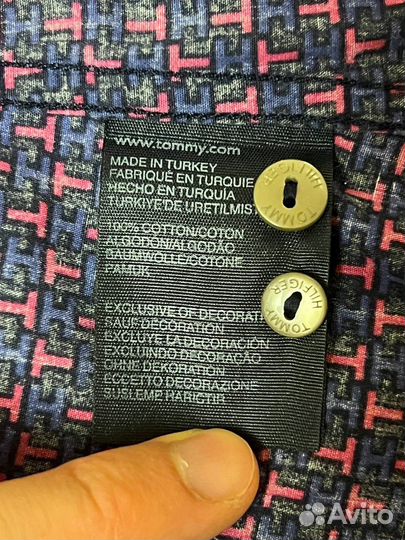 www.tommy.com
MADE IN TURKEY
FABRIQUÉ EN TURQUIE
HECHO EN TURQUÍA
TÜRKIYE'DE ÜRETILMIST
100% COTTON/COTON
ALGODÓN/ALGODÃO
BAUMWOLLE/COTONE
PAMUK
EXCLUSIVE OF DECORAT
SAUF DECORATION
EXCLUYE LA DECORACIÓN
EXCLUINDO DECORAÇÃO
OHNE DEKORATION
ECCETTO DECORAZIONE
SÜSLEME HARIÇTIR
TOMMY HILFIGER
TOMMY HILFIGER
Avito